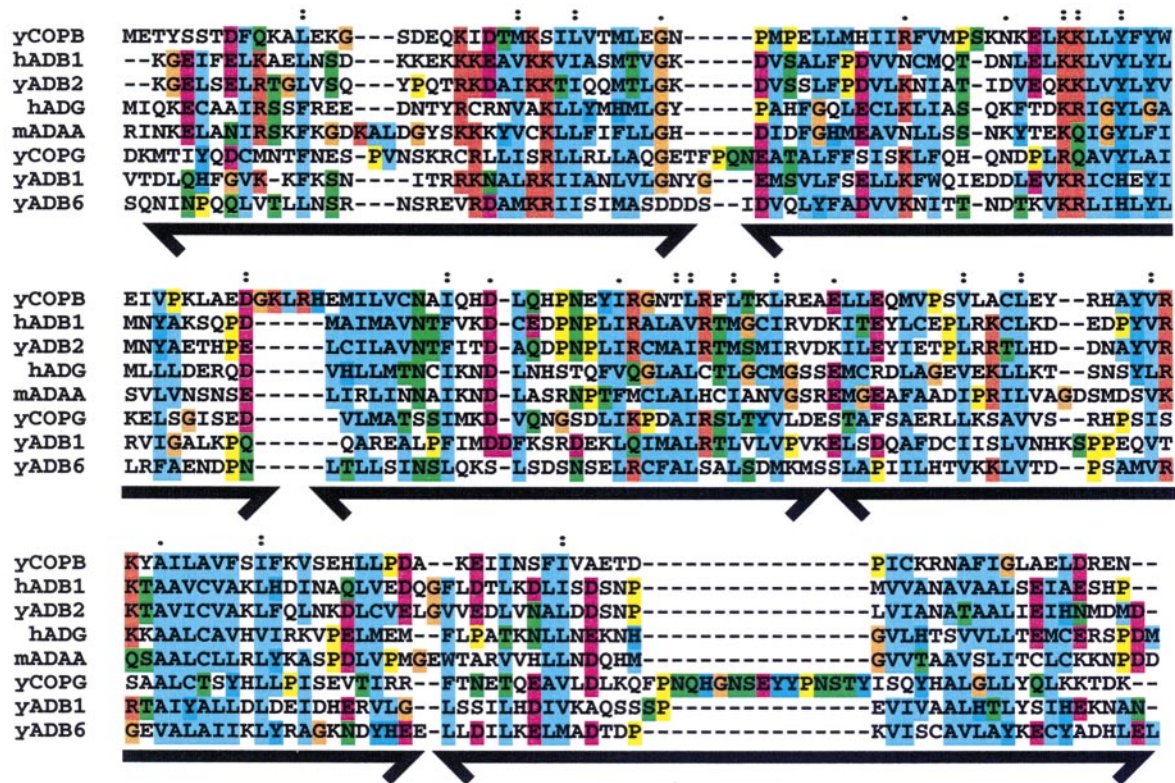 yCOPB METYSSTDFQKALEKG---SDEQKIDTMKSILVTMLEGN----PMPELLMHIIRFVMPSKNKELKKLLYFYW
hADB1 --KGEIFELKAELNSD---KKEKKKEAVKKVIASMTVGK----DVSALFPDVVNCMQT-DNLELKKLVYLYL
yADB2 --KGELSELRTGLVSQ---YPQTRKDAIKKTIQQMTLGK----DVSSLFPDVLKNIAT-IDVEQKKLVYLYV
hADG MIQKECAAIRSSFREE---DNTYRCRNVAKLLYMHMLGY----PAHFGQLECLKLIASQKFTDKRIGYLGA
mADAA RINKELANIRSKFKGDKALDGYSKKKYVCKLLFIFLLGH----DIDFGHMEAVNLLSSNKYTEKQIGYLFI
yCOPG DKMTIYQDCMNTFNES-PVNSKRCRLLISRLLRLLAQGETFPQNEATALFFSISKLFQH-QNDPLRQAVYLAI
yADB1 VTDLQHFGVK-KFKSN----ITRRKNALRKIIANLVLGNYG--EMSVLFSELLKFWQIEDDLEVKRICHEYI
yADB6 SQNINPQQLVTLLNSR---NSREVRDAMKRIISIMASDDDS--IDVQLYFADVVKNITT-NDTKVKRLIHLYL
yCOPB EIVPKLAEDGKLRHEMILVCNAIQHD-LQHPNEYIRGNTLRFLTKLREAELLEQMVPSVLACLEY--RHAYVR
hADB1 MNYAKSQPD-----MAIMAVNTFVKD-CEDPNPLIRALAVRTMGCIRVDKITEYLCEPLRKCLKD--EDPYVR
yADB2 MNYAETHPE-----LCILAVNTFITD-AQDPNPLIRCMAIRTMSMIRVDKILEYIETPLRRTLHD--DNAYVR
hADG MLLLDERQD-----VHLLMTNCIKND-LNHSTQFVQGLALCTLGCMGSSEMCRDLAGEVEKLLKT--SNSYLR
mADAA SVLVNSNSE-----LIRLINNAIKND-LASRNPTFMCLALHCIANVGSREMGEAFAADIPRILVAGDSMDSVK
yCOPG KELSGISED-----VLMATSSIMKD-VQNGSDLIKPDAIRSLTYVLDESTAFSAERLLKSAVVS--RHPSIS
yADB1 RVIGALKPQ-----QAREALPFIMDDFKSRDEKLQIMALRTLVLVPVKELSDQAFDCIISLVNHKSPPEQVT
yADB6 LRFAENDPN-----LTLLSINSLQKS-LSDSNSELRCFALSALSDMKMSSLAPIILHTVKKLVTD--PSAMVR
yCOPB KYAILAVFSIFKVSEHLLPDA--KEIINSFIVAETD----------------PICKRNAFIGLAELDREN--
hADB1 KTAAVCVAKLHDINAQLVEDQGFLDTLKDLISDSNP----------------MVVANAVAALSEIAESHP--
yADB2 KTAVICVAKLFQLNKDLCVELGVVEDLVNALDDSNP----------------LVIANATAALIEIHNMDMD-
hADG KKAALCAVHVIRKVPELMEM--FLPATKNLLNEKNH----------------GVLHTSVVLLTEMCERSPDM
mADAA QSAALCLLRLYKASPDLVPMGEWTARVVHLLNDQHM----------------GVVTAAVSLITCLCKKNPDD
yCOPG SAALCTSYHLLPISEVTIRR--FTNETQEAVLDLKQFPNQHGNSEYYPNSTYISQYHALGLLYQLKKTDK--
yADB1 RTAIYALLDLDEIDHERVLG--LSSILHDIVKAQSSSP--------------EVIVAALHTLYSIHEKNAN-
yADB6 GEVALAIIKLYRAGKNDYHEE-LLDILKELMADTDP----------------KVISCAVLAYKECYADHLEL